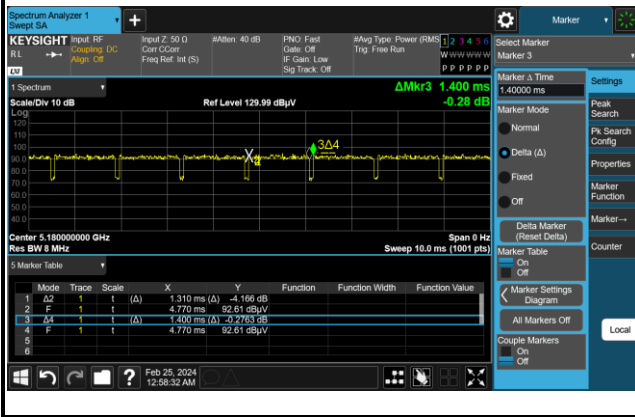 Spectrum Analyzer 1
Swept SA
+
Marker
KEYSIGHT Input: RF Input Z: 50 Ω #Atten: 40 dB PNO: Fast #Avg Type: Power (RMS 1 2 3 4 5 6
RL Coupling: DC Corr CCorr Gate: Off Trig: Free Run W W W W W W
Align: Off Freq Ref: Int (S) IF Gain: Low P P P P P P
Sig Track: Off
LXI
Select Marker
Marker 3
1 Spectrum
ΔMkr3 1.400 ms
Scale/Div 10 dB Ref Level 129.99 dBµV -0.28 dB
Log
120
110
100
90.0
80.0
70.0
60.0
50.0
40.0
3Δ4
X
Center 5.180000000 GHz Span 0 Hz
Res BW 8 MHz Sweep 10.0 ms (1001 pts)
5 Marker Table
Mode Trace Scale X Y Function Function Width Function Value
1 Δ2 1 t (Δ) 1.310 ms (Δ) -4.166 dB
2 F 1 t 4.770 ms 92.61 dBµV
3 Δ4 1 t (Δ) 1.400 ms (Δ) -0.2763 dB
4 F 1 t 4.770 ms 92.61 dBµV
5
6
Marker Δ Time
1.40000 ms
Marker Mode
Normal
Delta (Δ)
Fixed
Off
Delta Marker
(Reset Delta)
Marker Table
On
Off
Marker Settings
Diagram
All Markers Off
Couple Markers
On
Off
Settings
Peak
Search
Pk Search
Config
Properties
Marker
Function
Marker→
Counter
Local
?
Feb 25, 2024
12:58:32 AM